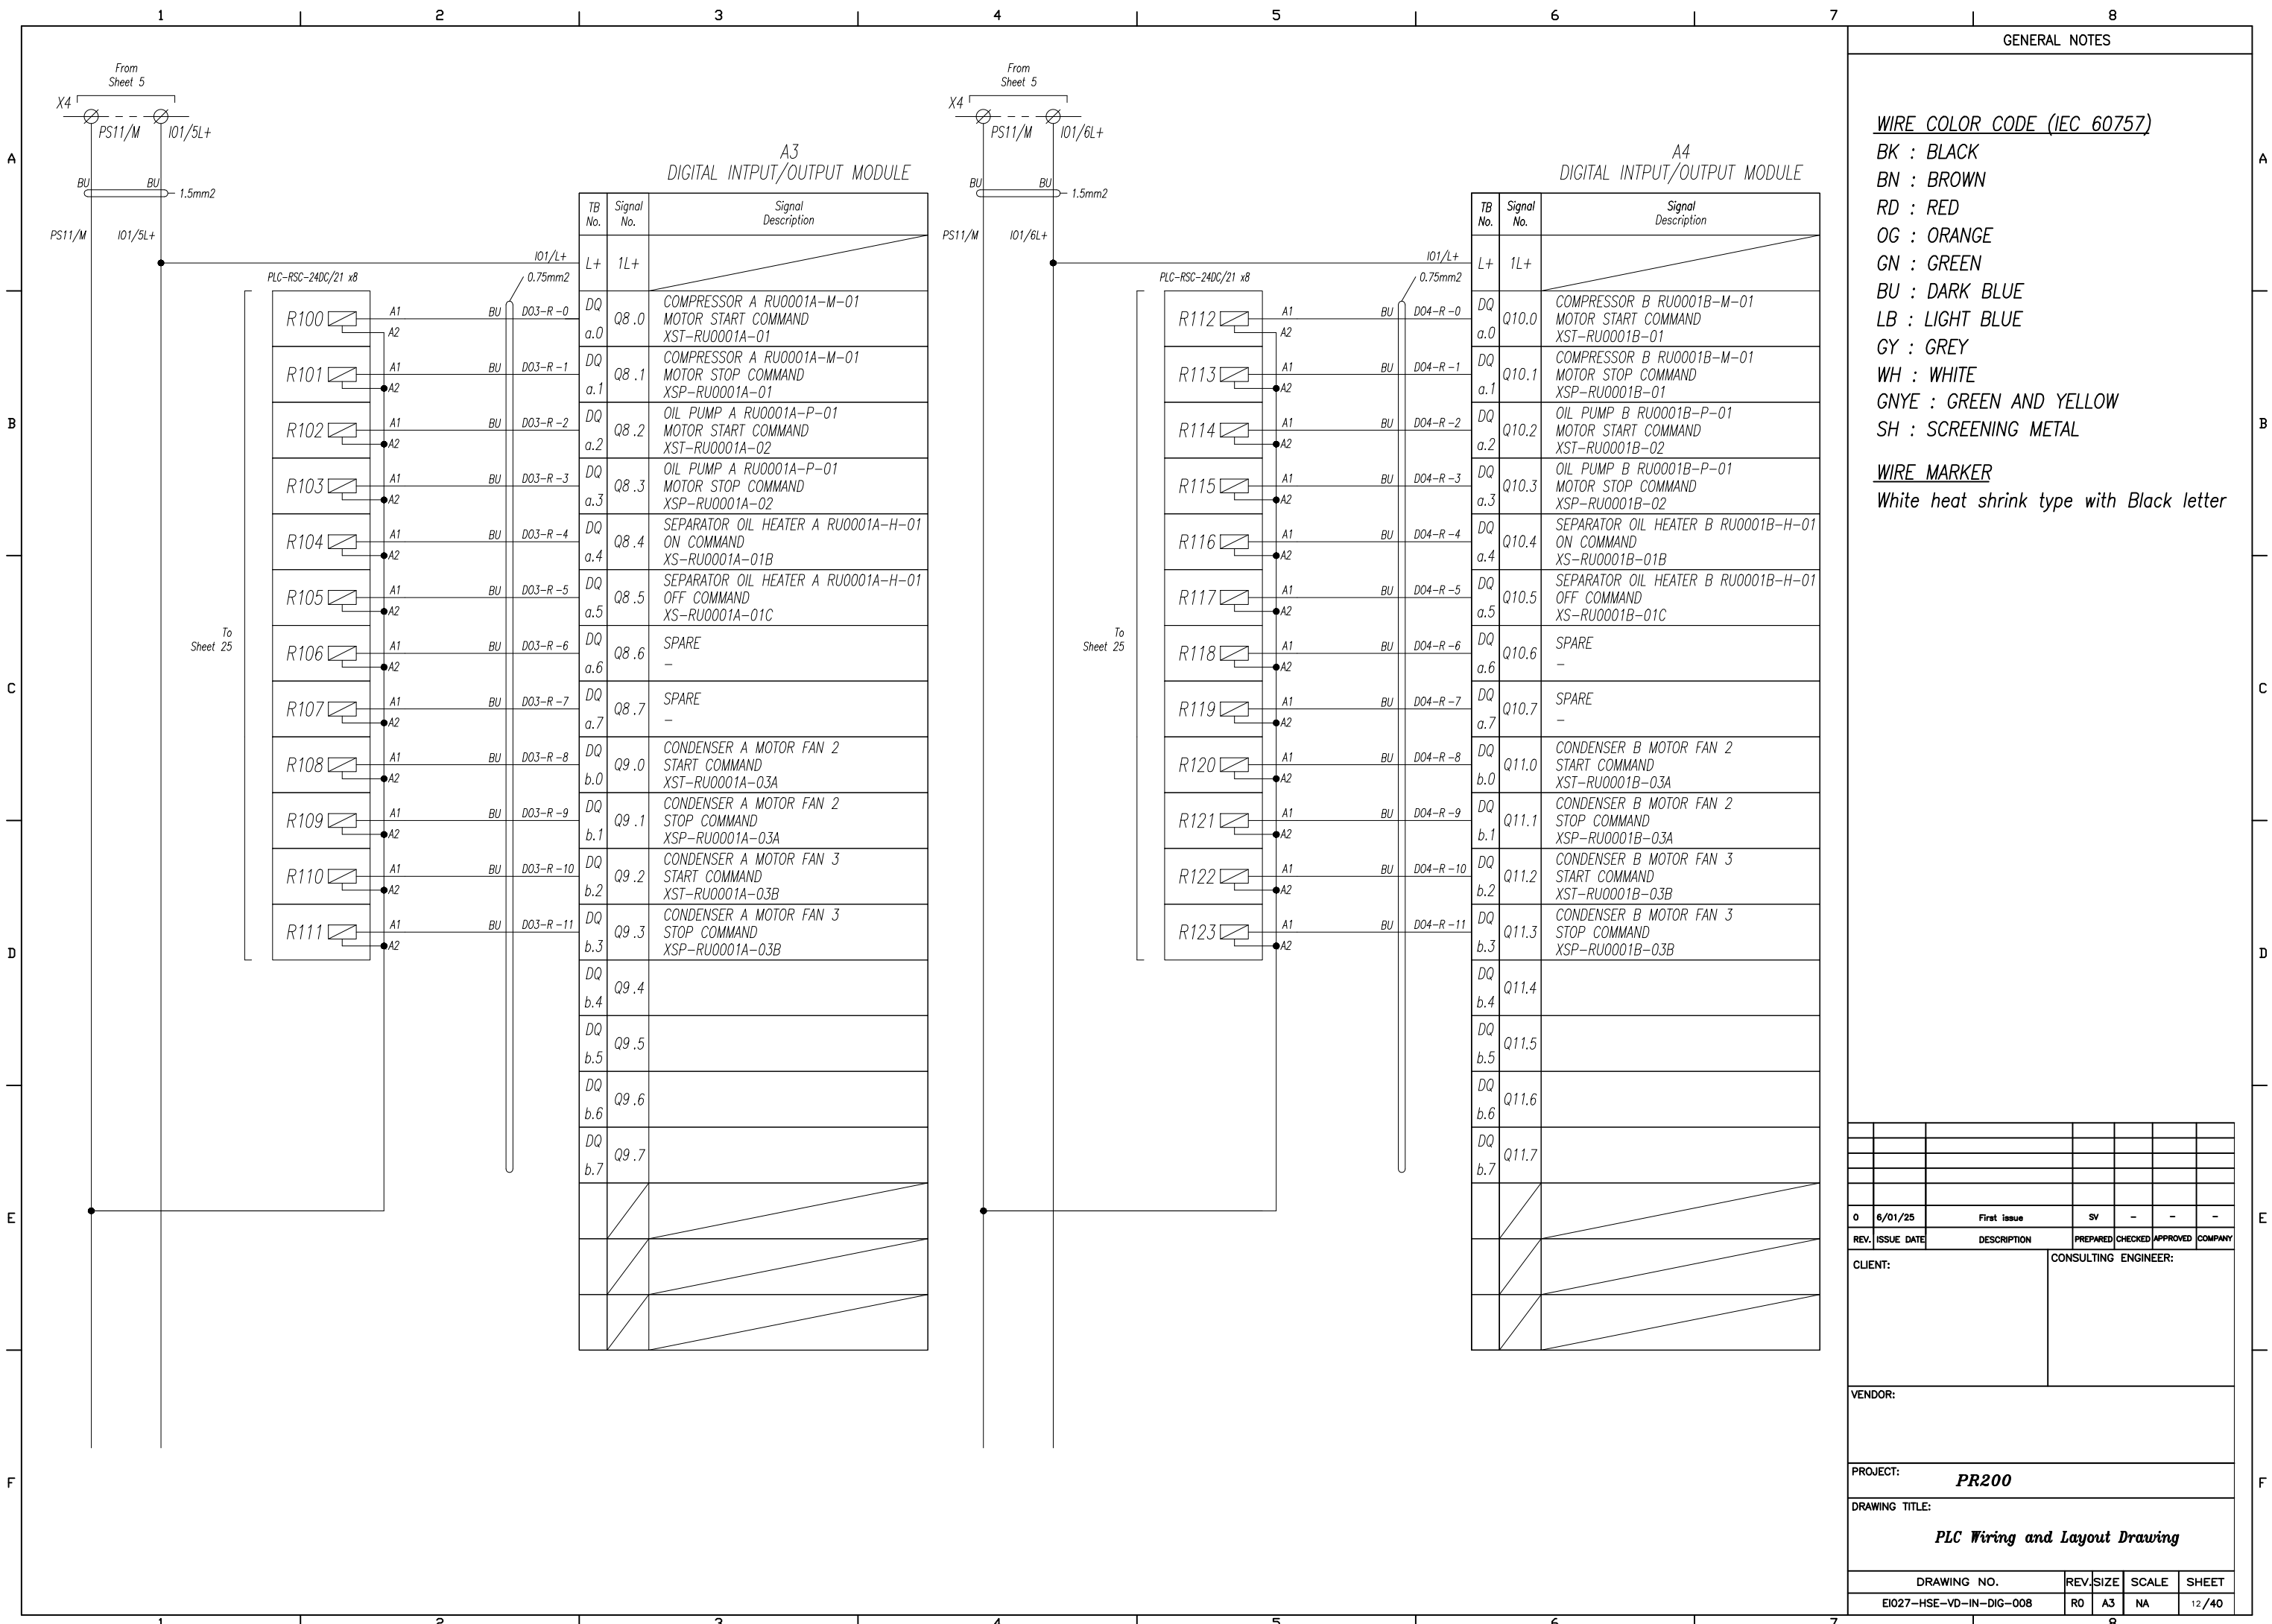 1 2 3 4 5 6 7 8
GENERAL NOTES
WIRE COLOR CODE (IEC 60757)
BK : BLACK
BN : BROWN
RD : RED
OG : ORANGE
GN : GREEN
BU : DARK BLUE
LB : LIGHT BLUE
GY : GREY
WH : WHITE
GNYE : GREEN AND YELLOW
SH : SCREENING METAL
WIRE MARKER
White heat shrink type with Black letter
A
B
C
D
E
F
From
Sheet 5
X4
PS11/M I01/5L+
BU BU 1.5mm2
PS11/M I01/5L+
A3
DIGITAL INTPUT/OUTPUT MODULE
TB No. Signal No. Signal Description
I01/L+ L+ 1L+
PLC-RSC-24DC/21 x8 0.75mm2
To
Sheet 25
R100 A1 A2 BU D03-R-0 DQ a.0 Q8.0
COMPRESSOR A RU0001A-M-01
MOTOR START COMMAND
XST-RU0001A-01
R101 A1 A2 BU D03-R-1 DQ a.1 Q8.1
COMPRESSOR A RU0001A-M-01
MOTOR STOP COMMAND
XSP-RU0001A-01
R102 A1 A2 BU D03-R-2 DQ a.2 Q8.2
OIL PUMP A RU0001A-P-01
MOTOR START COMMAND
XST-RU0001A-02
R103 A1 A2 BU D03-R-3 DQ a.3 Q8.3
OIL PUMP A RU0001A-P-01
MOTOR STOP COMMAND
XSP-RU0001A-02
R104 A1 A2 BU D03-R-4 DQ a.4 Q8.4
SEPARATOR OIL HEATER A RU0001A-H-01
ON COMMAND
XS-RU0001A-01B
R105 A1 A2 BU D03-R-5 DQ a.5 Q8.5
SEPARATOR OIL HEATER A RU0001A-H-01
OFF COMMAND
XS-RU0001A-01C
R106 A1 A2 BU D03-R-6 DQ a.6 Q8.6
SPARE
-
R107 A1 A2 BU D03-R-7 DQ a.7 Q8.7
SPARE
-
R108 A1 A2 BU D03-R-8 DQ b.0 Q9.0
CONDENSER A MOTOR FAN 2
START COMMAND
XST-RU0001A-03A
R109 A1 A2 BU D03-R-9 DQ b.1 Q9.1
CONDENSER A MOTOR FAN 2
STOP COMMAND
XSP-RU0001A-03A
R110 A1 A2 BU D03-R-10 DQ b.2 Q9.2
CONDENSER A MOTOR FAN 3
START COMMAND
XST-RU0001A-03B
R111 A1 A2 BU D03-R-11 DQ b.3 Q9.3
CONDENSER A MOTOR FAN 3
STOP COMMAND
XSP-RU0001A-03B
DQ b.4 Q9.4
DQ b.5 Q9.5
DQ b.6 Q9.6
DQ b.7 Q9.7
From
Sheet 5
X4
PS11/M I01/6L+
BU BU 1.5mm2
PS11/M I01/6L+
A4
DIGITAL INTPUT/OUTPUT MODULE
TB No. Signal No. Signal Description
I01/L+ L+ 1L+
PLC-RSC-24DC/21 x8 0.75mm2
To
Sheet 25
R112 A1 A2 BU D04-R-0 DQ a.0 Q10.0
COMPRESSOR B RU0001B-M-01
MOTOR START COMMAND
XST-RU0001B-01
R113 A1 A2 BU D04-R-1 DQ a.1 Q10.1
COMPRESSOR B RU0001B-M-01
MOTOR STOP COMMAND
XSP-RU0001B-01
R114 A1 A2 BU D04-R-2 DQ a.2 Q10.2
OIL PUMP B RU0001B-P-01
MOTOR START COMMAND
XST-RU0001B-02
R115 A1 A2 BU D04-R-3 DQ a.3 Q10.3
OIL PUMP B RU0001B-P-01
MOTOR STOP COMMAND
XSP-RU0001B-02
R116 A1 A2 BU D04-R-4 DQ a.4 Q10.4
SEPARATOR OIL HEATER B RU0001B-H-01
ON COMMAND
XS-RU0001B-01B
R117 A1 A2 BU D04-R-5 DQ a.5 Q10.5
SEPARATOR OIL HEATER B RU0001B-H-01
OFF COMMAND
XS-RU0001B-01C
R118 A1 A2 BU D04-R-6 DQ a.6 Q10.6
SPARE
-
R119 A1 A2 BU D04-R-7 DQ a.7 Q10.7
SPARE
-
R120 A1 A2 BU D04-R-8 DQ b.0 Q11.0
CONDENSER B MOTOR FAN 2
START COMMAND
XST-RU0001B-03A
R121 A1 A2 BU D04-R-9 DQ b.1 Q11.1
CONDENSER B MOTOR FAN 2
STOP COMMAND
XSP-RU0001B-03A
R122 A1 A2 BU D04-R-10 DQ b.2 Q11.2
CONDENSER B MOTOR FAN 3
START COMMAND
XST-RU0001B-03B
R123 A1 A2 BU D04-R-11 DQ b.3 Q11.3
CONDENSER B MOTOR FAN 3
STOP COMMAND
XSP-RU0001B-03B
DQ b.4 Q11.4
DQ b.5 Q11.5
DQ b.6 Q11.6
DQ b.7 Q11.7
A
B
C
D
E
F
0 6/01/25 First issue SV - - -
REV. ISSUE DATE DESCRIPTION PREPARED CHECKED APPROVED COMPANY
CLIENT: CONSULTING ENGINEER:
VENDOR:
PROJECT: PR200
DRAWING TITLE:
PLC Wiring and Layout Drawing
DRAWING NO. REV. SIZE SCALE SHEET
EI027-HSE-VD-IN-DIG-008 R0 A3 NA 12/40
1 2 3 4 5 6 7 8